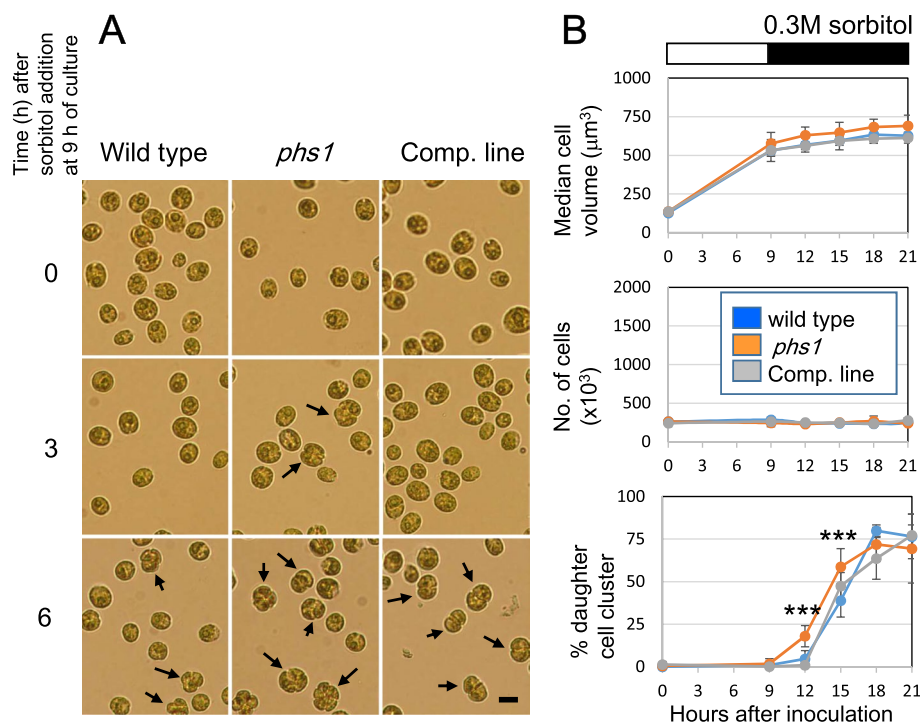 A
Time (h) after
sorbitol addition
at 9 h of culture
Wild type
phs1
Comp. line
0
3
6
B
0.3M sorbitol
Median cell
volume (µm³)
1000
750
500
250
0
0 3 6 9 12 15 18 21
No. of cells
(x10³)
2000
1500
1000
500
0
wild type
phs1
Comp. line
0 3 6 9 12 15 18 21
% daughter
cell cluster
100
75
50
25
0
***
***
0 3 6 9 12 15 18 21
Hours after inoculation